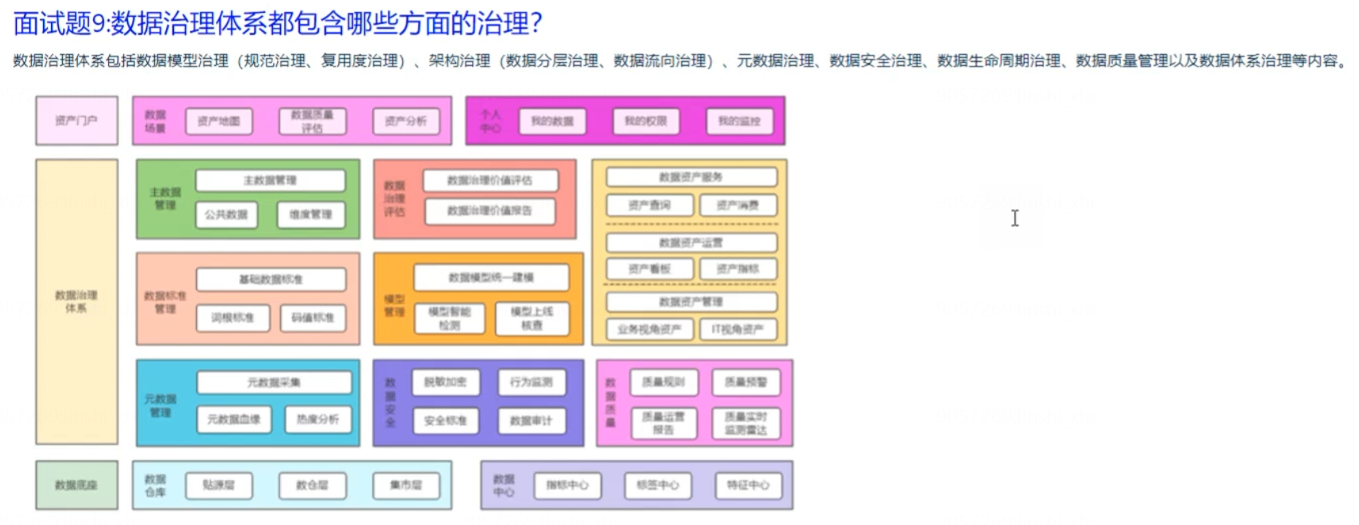 面试题9:数据治理体系都包含哪些方面的治理？
数据治理体系包括数据模型治理（规范治理、复用度治理）、架构治理（数据分层治理、数据流向治理）、元数据治理、数据安全治理、数据生命周期治理、数据质量管理以及数据体系治理等内容。
资产门户
数据
场景
资产地图
数据质量
评估
资产分析
个人
中心
我的数据
我的权限
我的监控
数据治理
体系
主数据
管理
主数据管理
公共数据
维度管理
数据
治理
评估
数据治理价值评估
数据治理价值报告
数据资产服务
资产查询
资产消费
数据资产运营
资产看板
资产指标
数据资产管理
业务视角资产
IT视角资产
数据标准
管理
基础数据标准
词根标准
码值标准
模型
管理
数据模型统一建模
模型智能
检测
模型上线
核查
元数据
管理
元数据采集
元数据血缘
热度分析
数
据
安
全
脱敏加密
行为监测
安全标准
数据审计
数
据
质
量
质量规则
质量预警
质量运营
报告
质量实时
监测雷达
数据底座
数据
仓库
贴源层
数仓层
集市层
数据
中心
指标中心
标签中心
特征中心